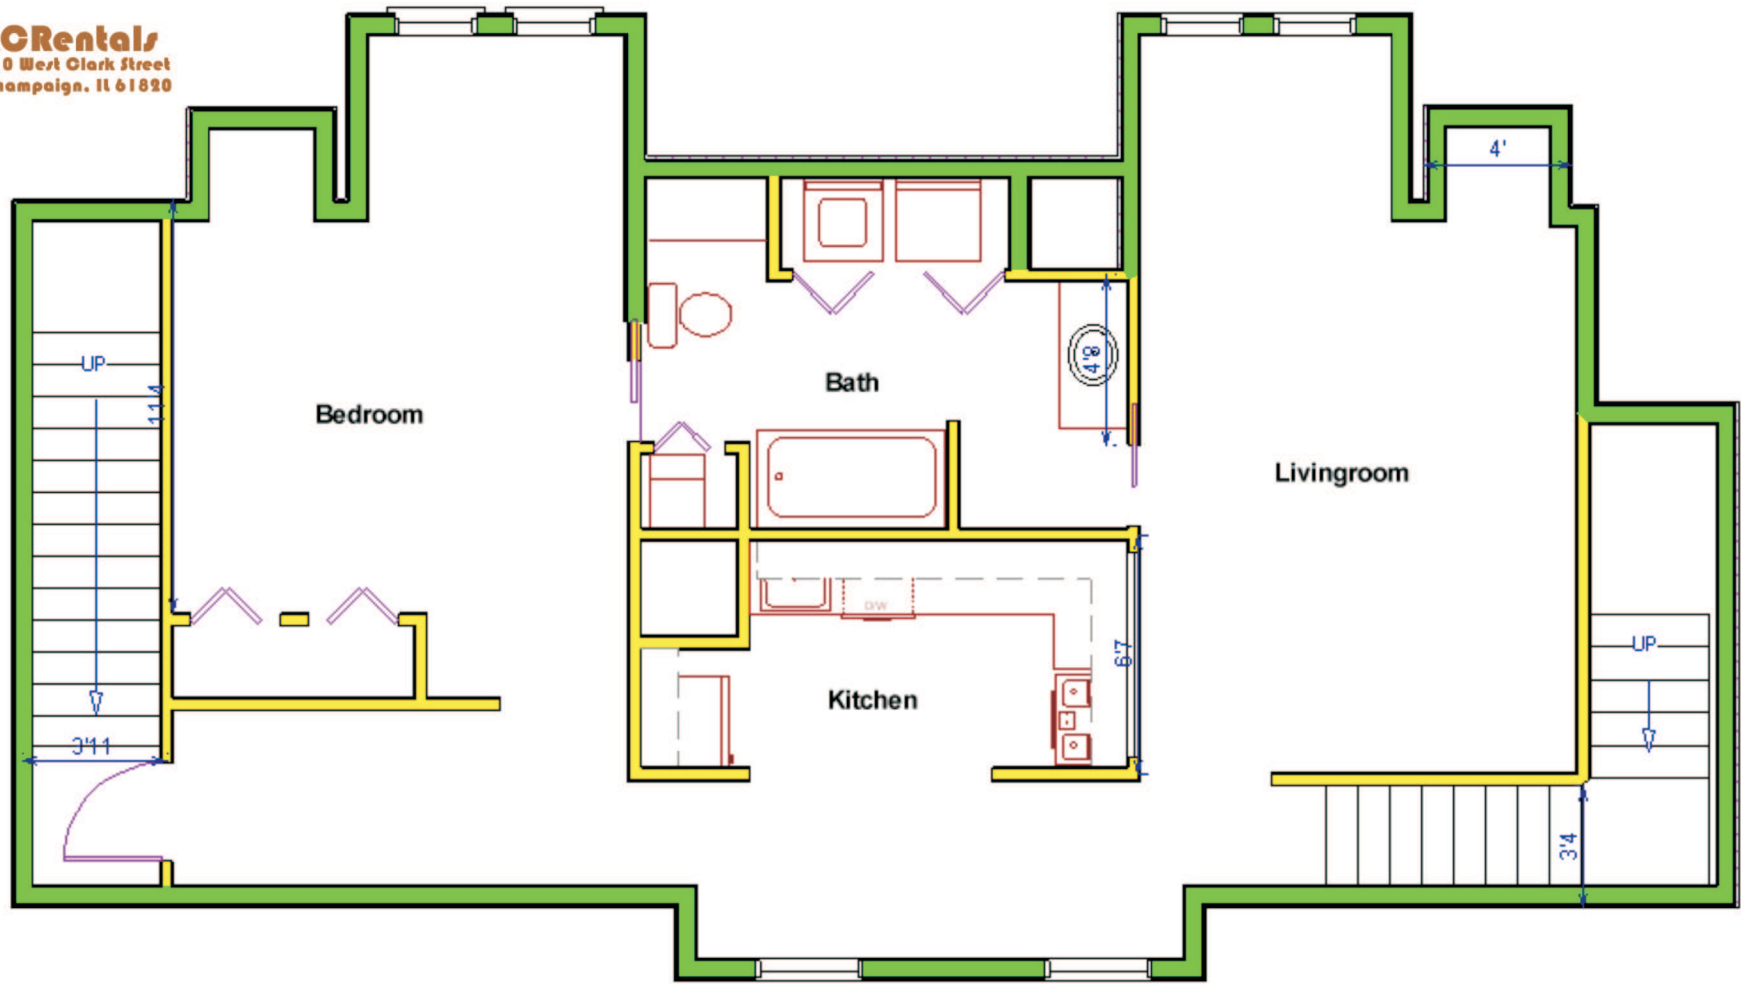 CRentals
0 West Clark Street
hampaign, IL 61820
4'
UP
11'4
Bedroom
Bath
4'8
Livingroom
D/W
6'7
UP
Kitchen
3'11
3'4